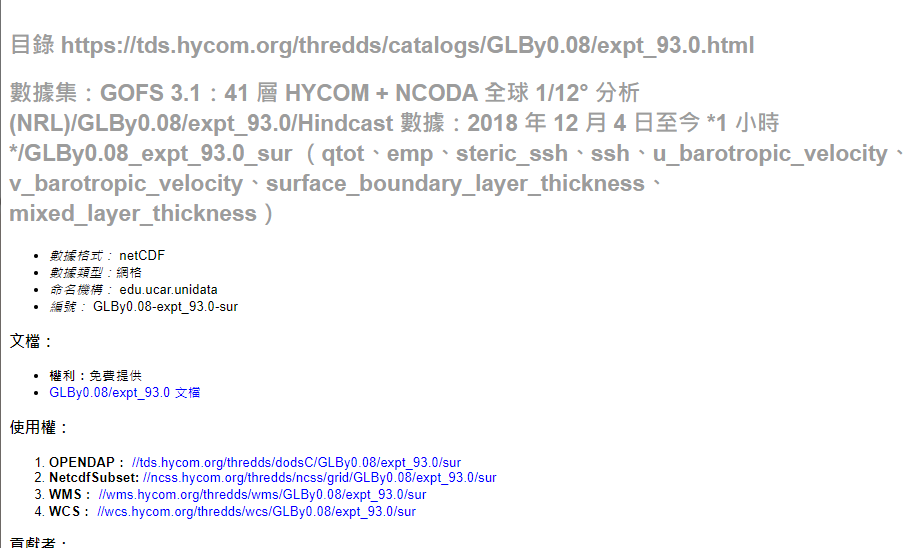 目錄 https://tds.hycom.org/thredds/catalogs/GLBy0.08/expt_93.0.html
數據集：GOFS 3.1：41 層 HYCOM + NCODA 全球 1/12° 分析
(NRL)/GLBy0.08/expt_93.0/Hindcast 數據：2018 年 12 月 4 日至今 *1 小時
*/GLBy0.08_expt_93.0_sur （ qtot、emp、steric_ssh、ssh、u_barotropic_velocity、
v_barotropic_velocity、surface_boundary_layer_thickness、
mixed_layer_thickness ）
• 數據格式： netCDF
• 數據類型：網格
• 命名機構： edu.ucar.unidata
• 編號： GLBy0.08-expt_93.0-sur
文檔：
• 權利：免費提供
• GLBy0.08/expt_93.0 文檔
使用權：
1. OPENDAP： //tds.hycom.org/thredds/dodsC/GLBy0.08/expt_93.0/sur
2. NetcdfSubset: //ncss.hycom.org/thredds/ncss/grid/GLBy0.08/expt_93.0/sur
3. WMS： //wms.hycom.org/thredds/wms/GLBy0.08/expt_93.0/sur
4. WCS： //wcs.hycom.org/thredds/wcs/GLBy0.08/expt_93.0/sur
貢獻者：